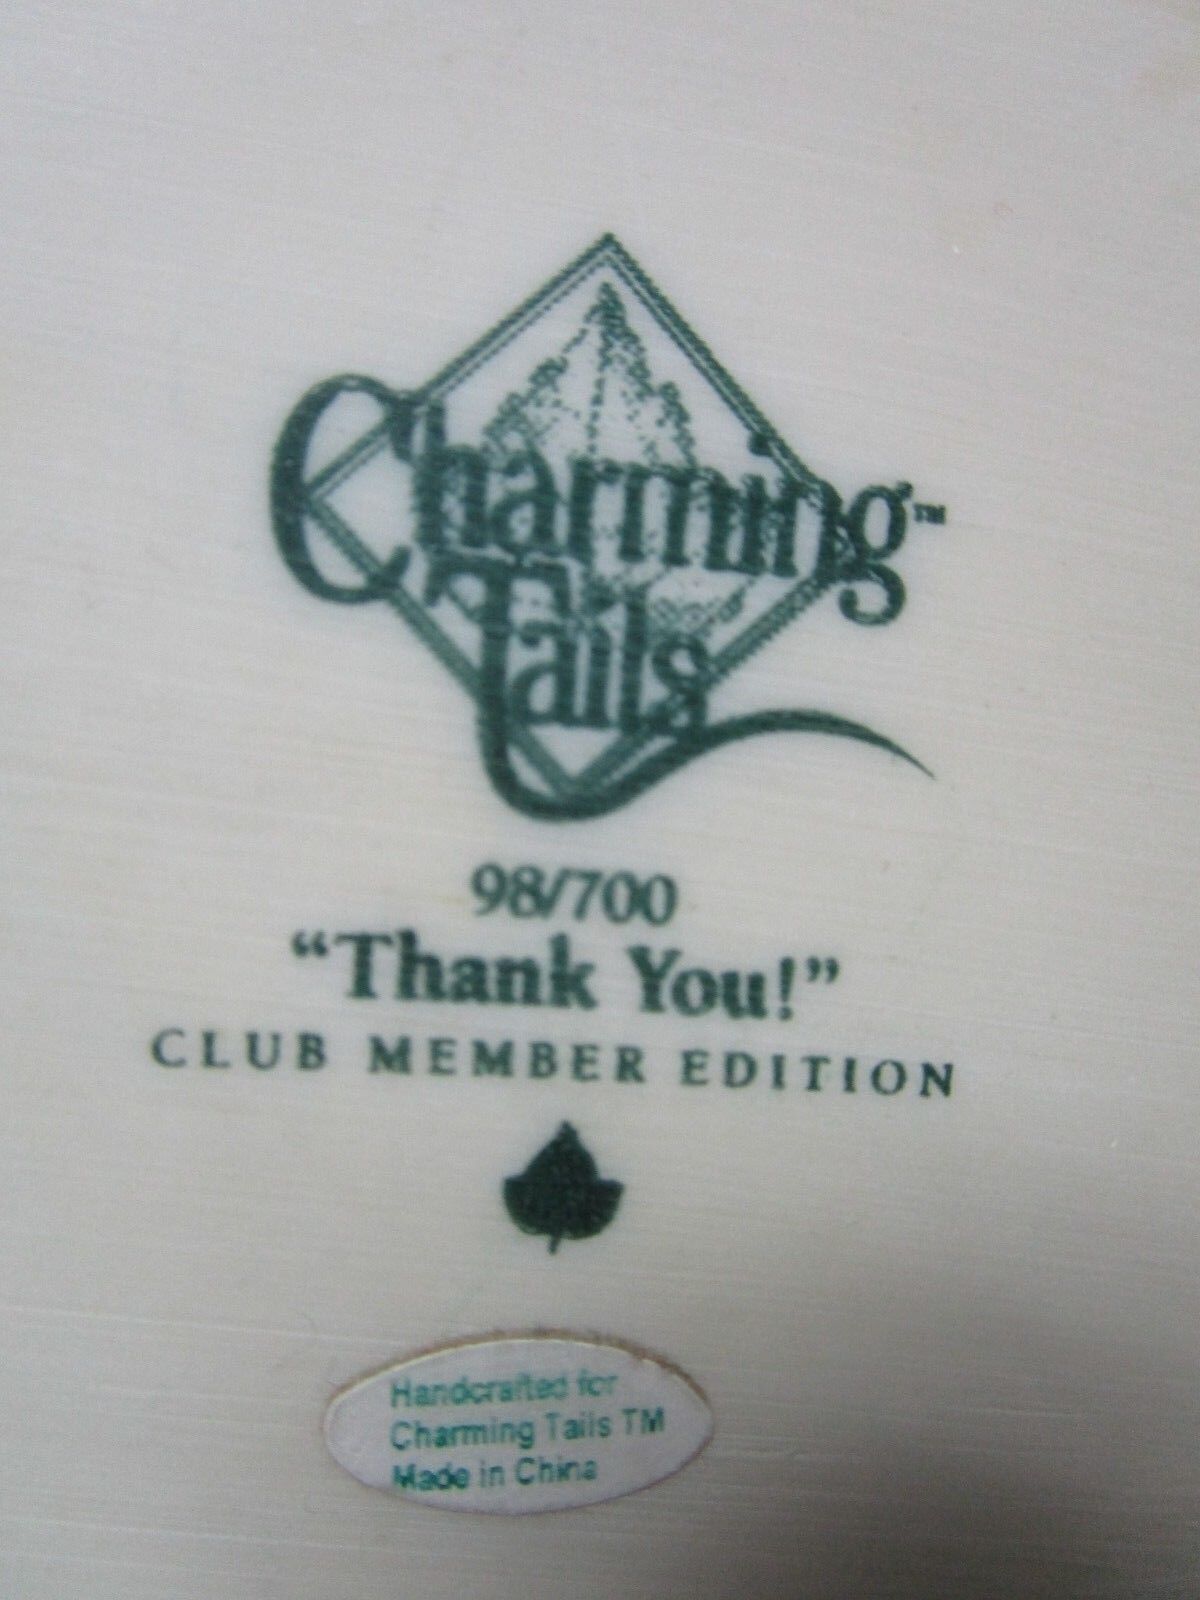 Charming™
Tails
98/700
“Thank You!”
CLUB MEMBER EDITION
Handcrafted for
Charming Tails TM
Made in China